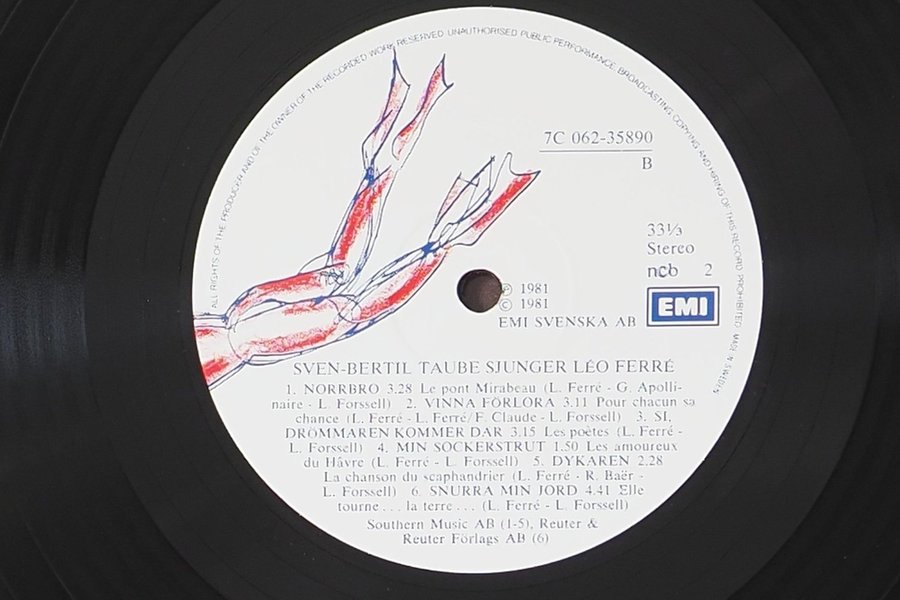 ALL RIGHTS OF THE PRODUCER AND OF THE OWNER OF THE RECORDED WORK RESERVED UNAUTHORISED PUBLIC PERFORMANCE BROADCASTING COPYING AND HIRING OF THIS RECORD PROHIBITED MADE IN SWEDEN
7C 062-35890
B
33⅓
Stereo
ncb 2
℗ 1981
© 1981
EMI SVENSKA AB
EMI
SVEN-BERTIL TAUBE SJUNGER LÉO FERRÉ
1. NORRBRO 3.28 Le pont Mirabeau (L. Ferré - G. Apolli-
naire - L. Forssell) 2. VINNA FÖRLORA 3.11 Pour chacun sa
chance (L. Ferré - L. Ferré/F. Claude - L. Forssell) 3. SI,
DRÖMMAREN KOMMER DÄR 3.15 Les poètes (L. Ferré -
L. Forssell) 4. MIN SOCKERSTRUT 1.50 Les amoureux
du Hâvre (L. Ferré - L. Forssell) 5. DYKAREN 2.28
La chanson du scaphandrier (L. Ferré - R. Baër -
L. Forssell) 6. SNURRA MIN JORD 4.41 Elle
tourne... la terre... (L. Ferré - L. Forssell)
Southern Music AB (1-5), Reuter &
Reuter Förlags AB (6)